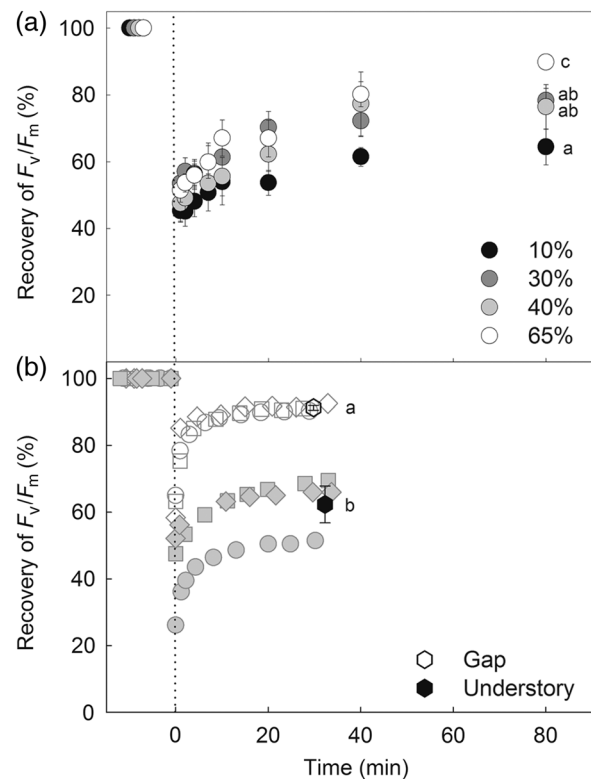 (a)
100
80
60
40
20
Recovery of Fv/Fm (%)
c
ab
ab
a
10%
30%
40%
65%
(b)
100
80
60
40
20
0
Recovery of Fv/Fm (%)
a
b
Gap
Understory
0 20 40 60 80
Time (min)